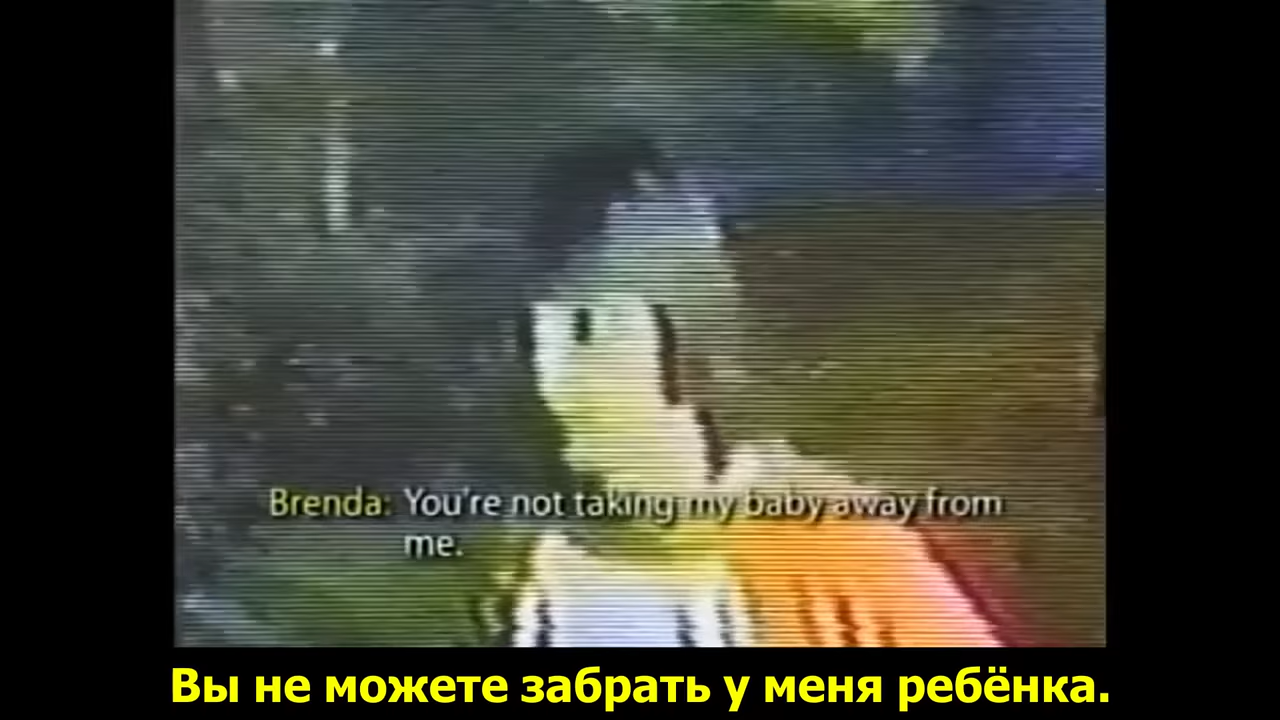 Brenda: You're not taking my baby away from
me.
Вы не можете забрать у меня ребёнка.